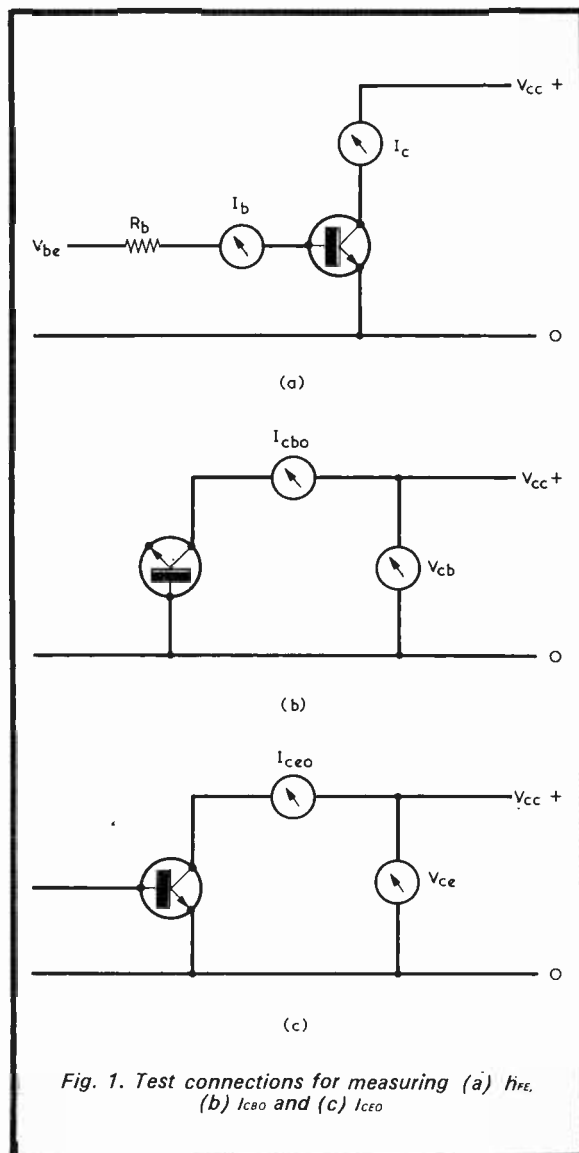 Vcc +
Ic
Ib
Rb
Vbe
O
(a)
Icbo
Vcc +
Vcb
O
(b)
Iceo
Vcc +
Vce
O
(c)
Fig. 1. Test connections for measuring (a) hFE,
(b) ICBO and (c) ICEO